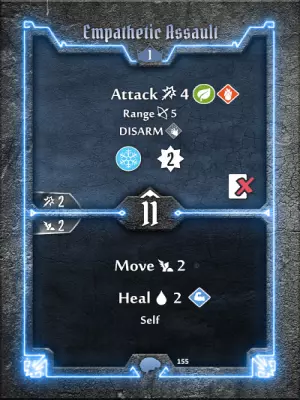 Empathetic Assault
1
Attack 4
Range 5
DISARM
2
2
11
2
Move 2
Heal 2
Self
155